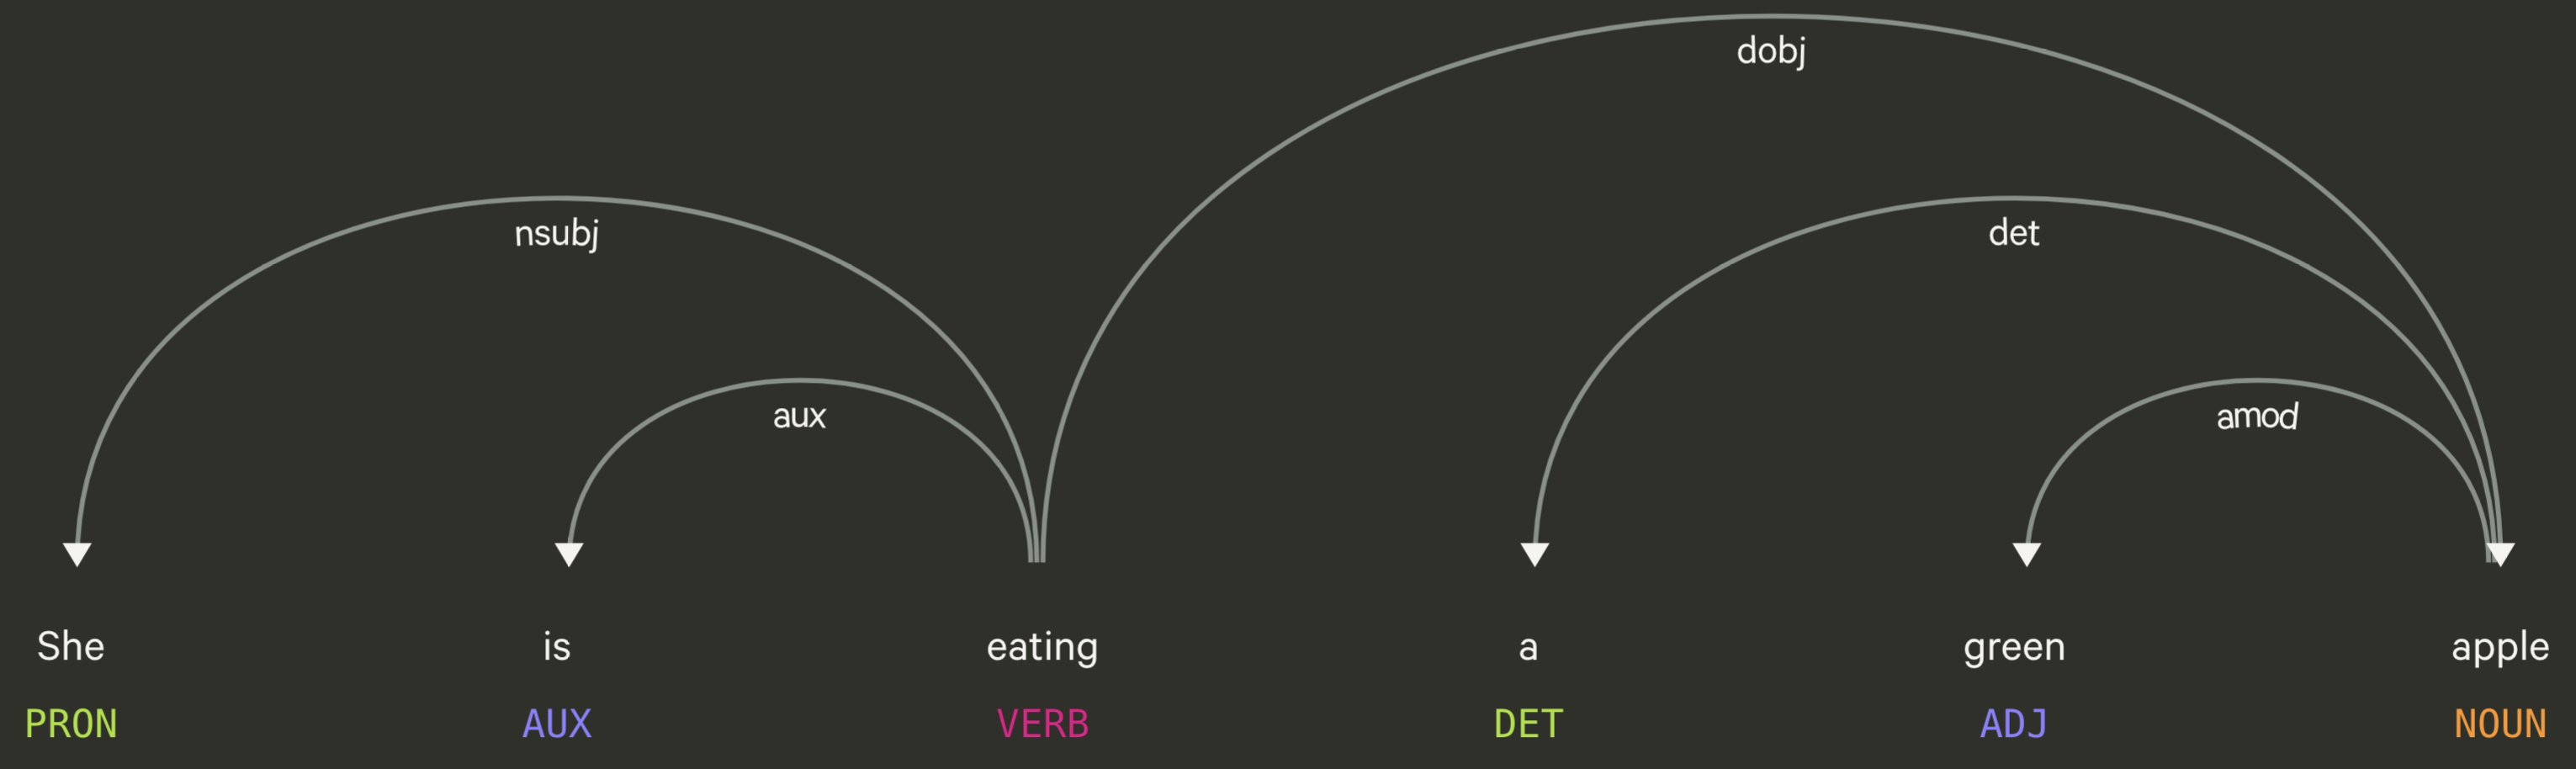 dobj
nsubj det
aux amod
She is eating a green apple
PRON AUX VERB DET ADJ NOUN